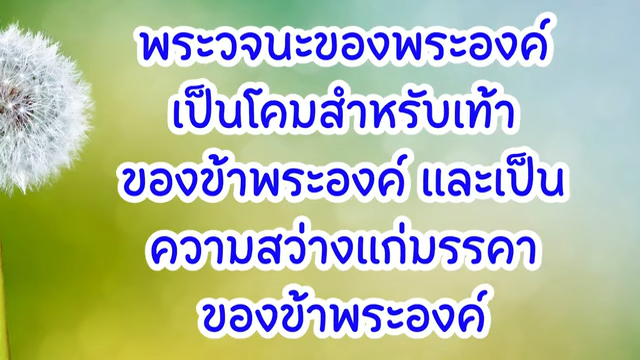 พระวจนะของพระองค์
เป็นโคมสำหรับเท้า
ของข้าพระองค์ และเป็น
ความสว่างแก่มรรคา
ของข้าพระองค์